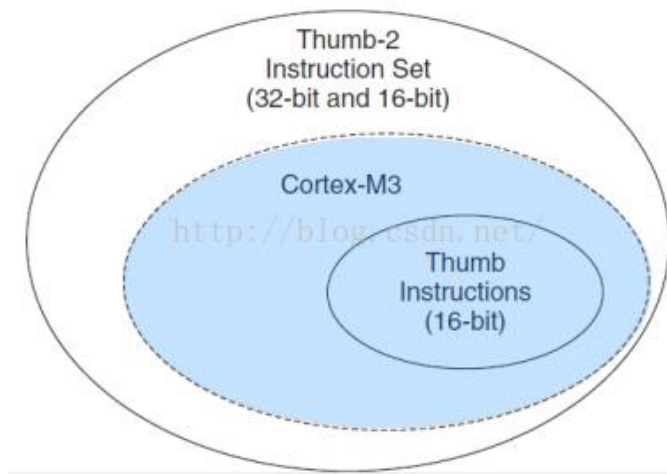 Thumb-2
Instruction Set
(32-bit and 16-bit)
Cortex-M3
http://blog.csdn.net/
Thumb
Instructions
(16-bit)